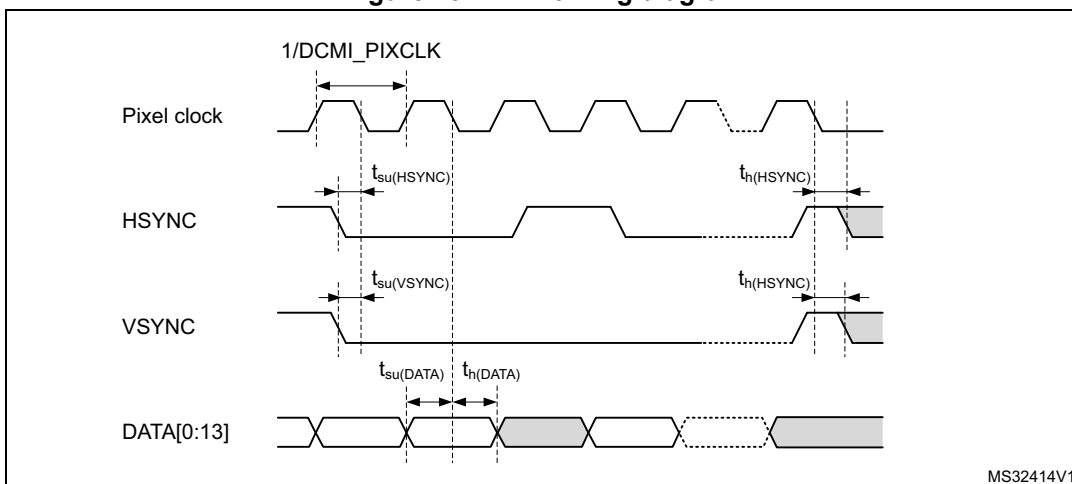 1/DCMI_PIXCLK
Pixel clock
tsu(HSYNC) th(HSYNC)
HSYNC
tsu(VSYNC) th(HSYNC)
VSYNC
tsu(DATA) th(DATA)
DATA[0:13]
MS32414V1